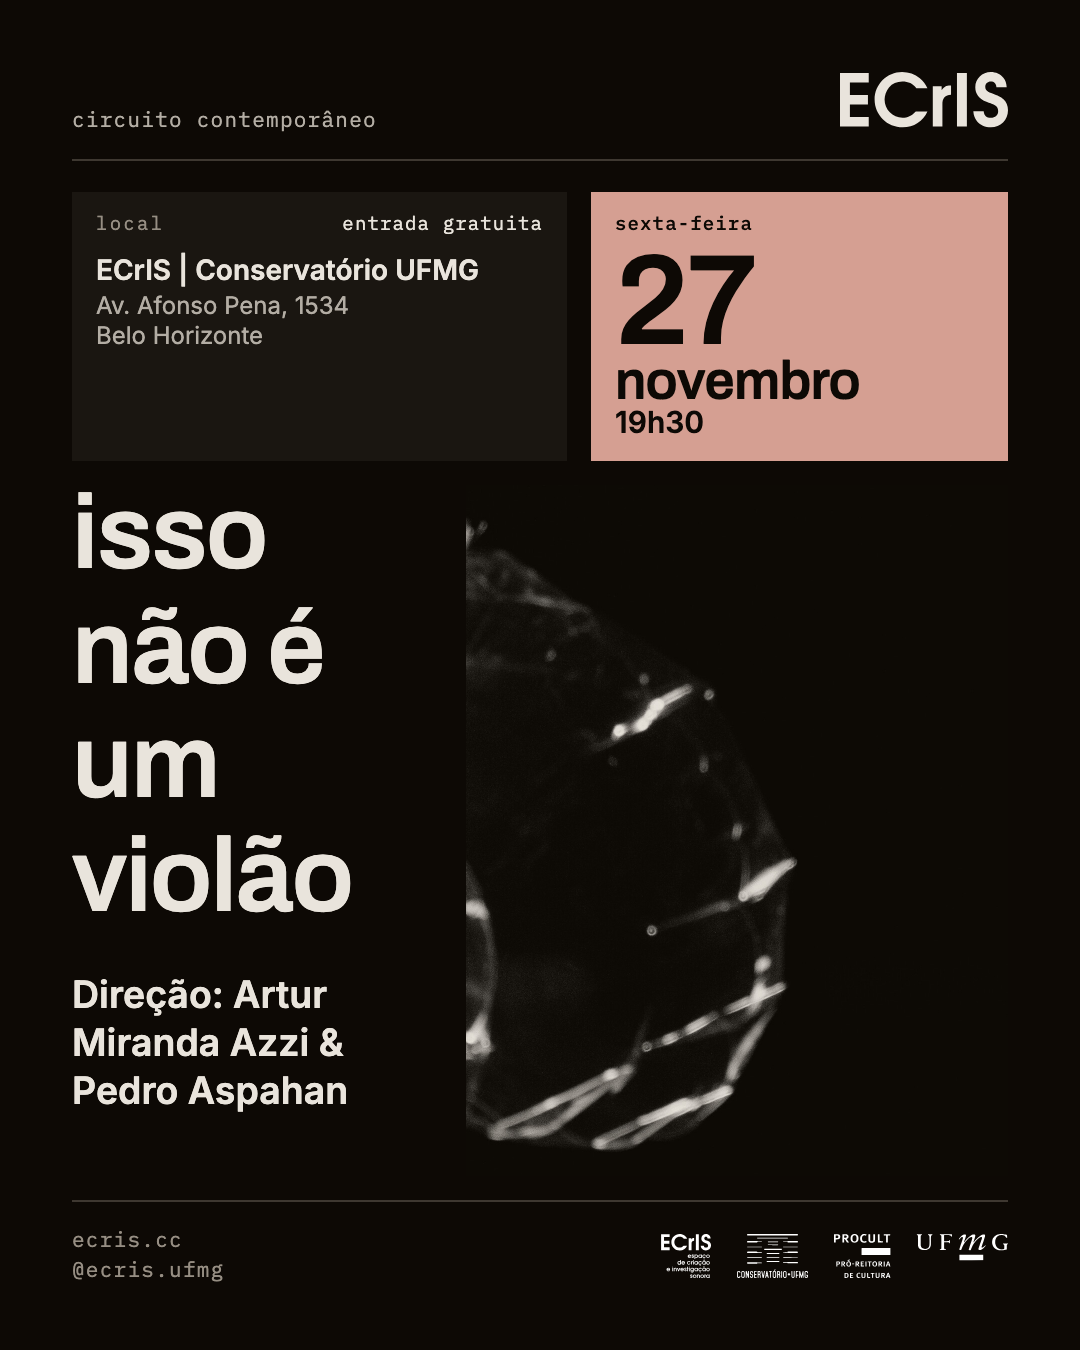 circuito contemporâneo
ECrIS
local
entrada gratuita
ECrIS | Conservatório UFMG
Av. Afonso Pena, 1534
Belo Horizonte
sexta-feira
27
novembro
19h30
isso
não é
um
violão
Direção: Artur
Miranda Azzi &
Pedro Aspahan
ecris.cc
@ecris.ufmg
ECrIS
espaço
de criação
e investigação
sonora
CONSERVATÓRIO•UFMG
PROCULT
PRÓ-REITORIA
DE CULTURA
UFmG